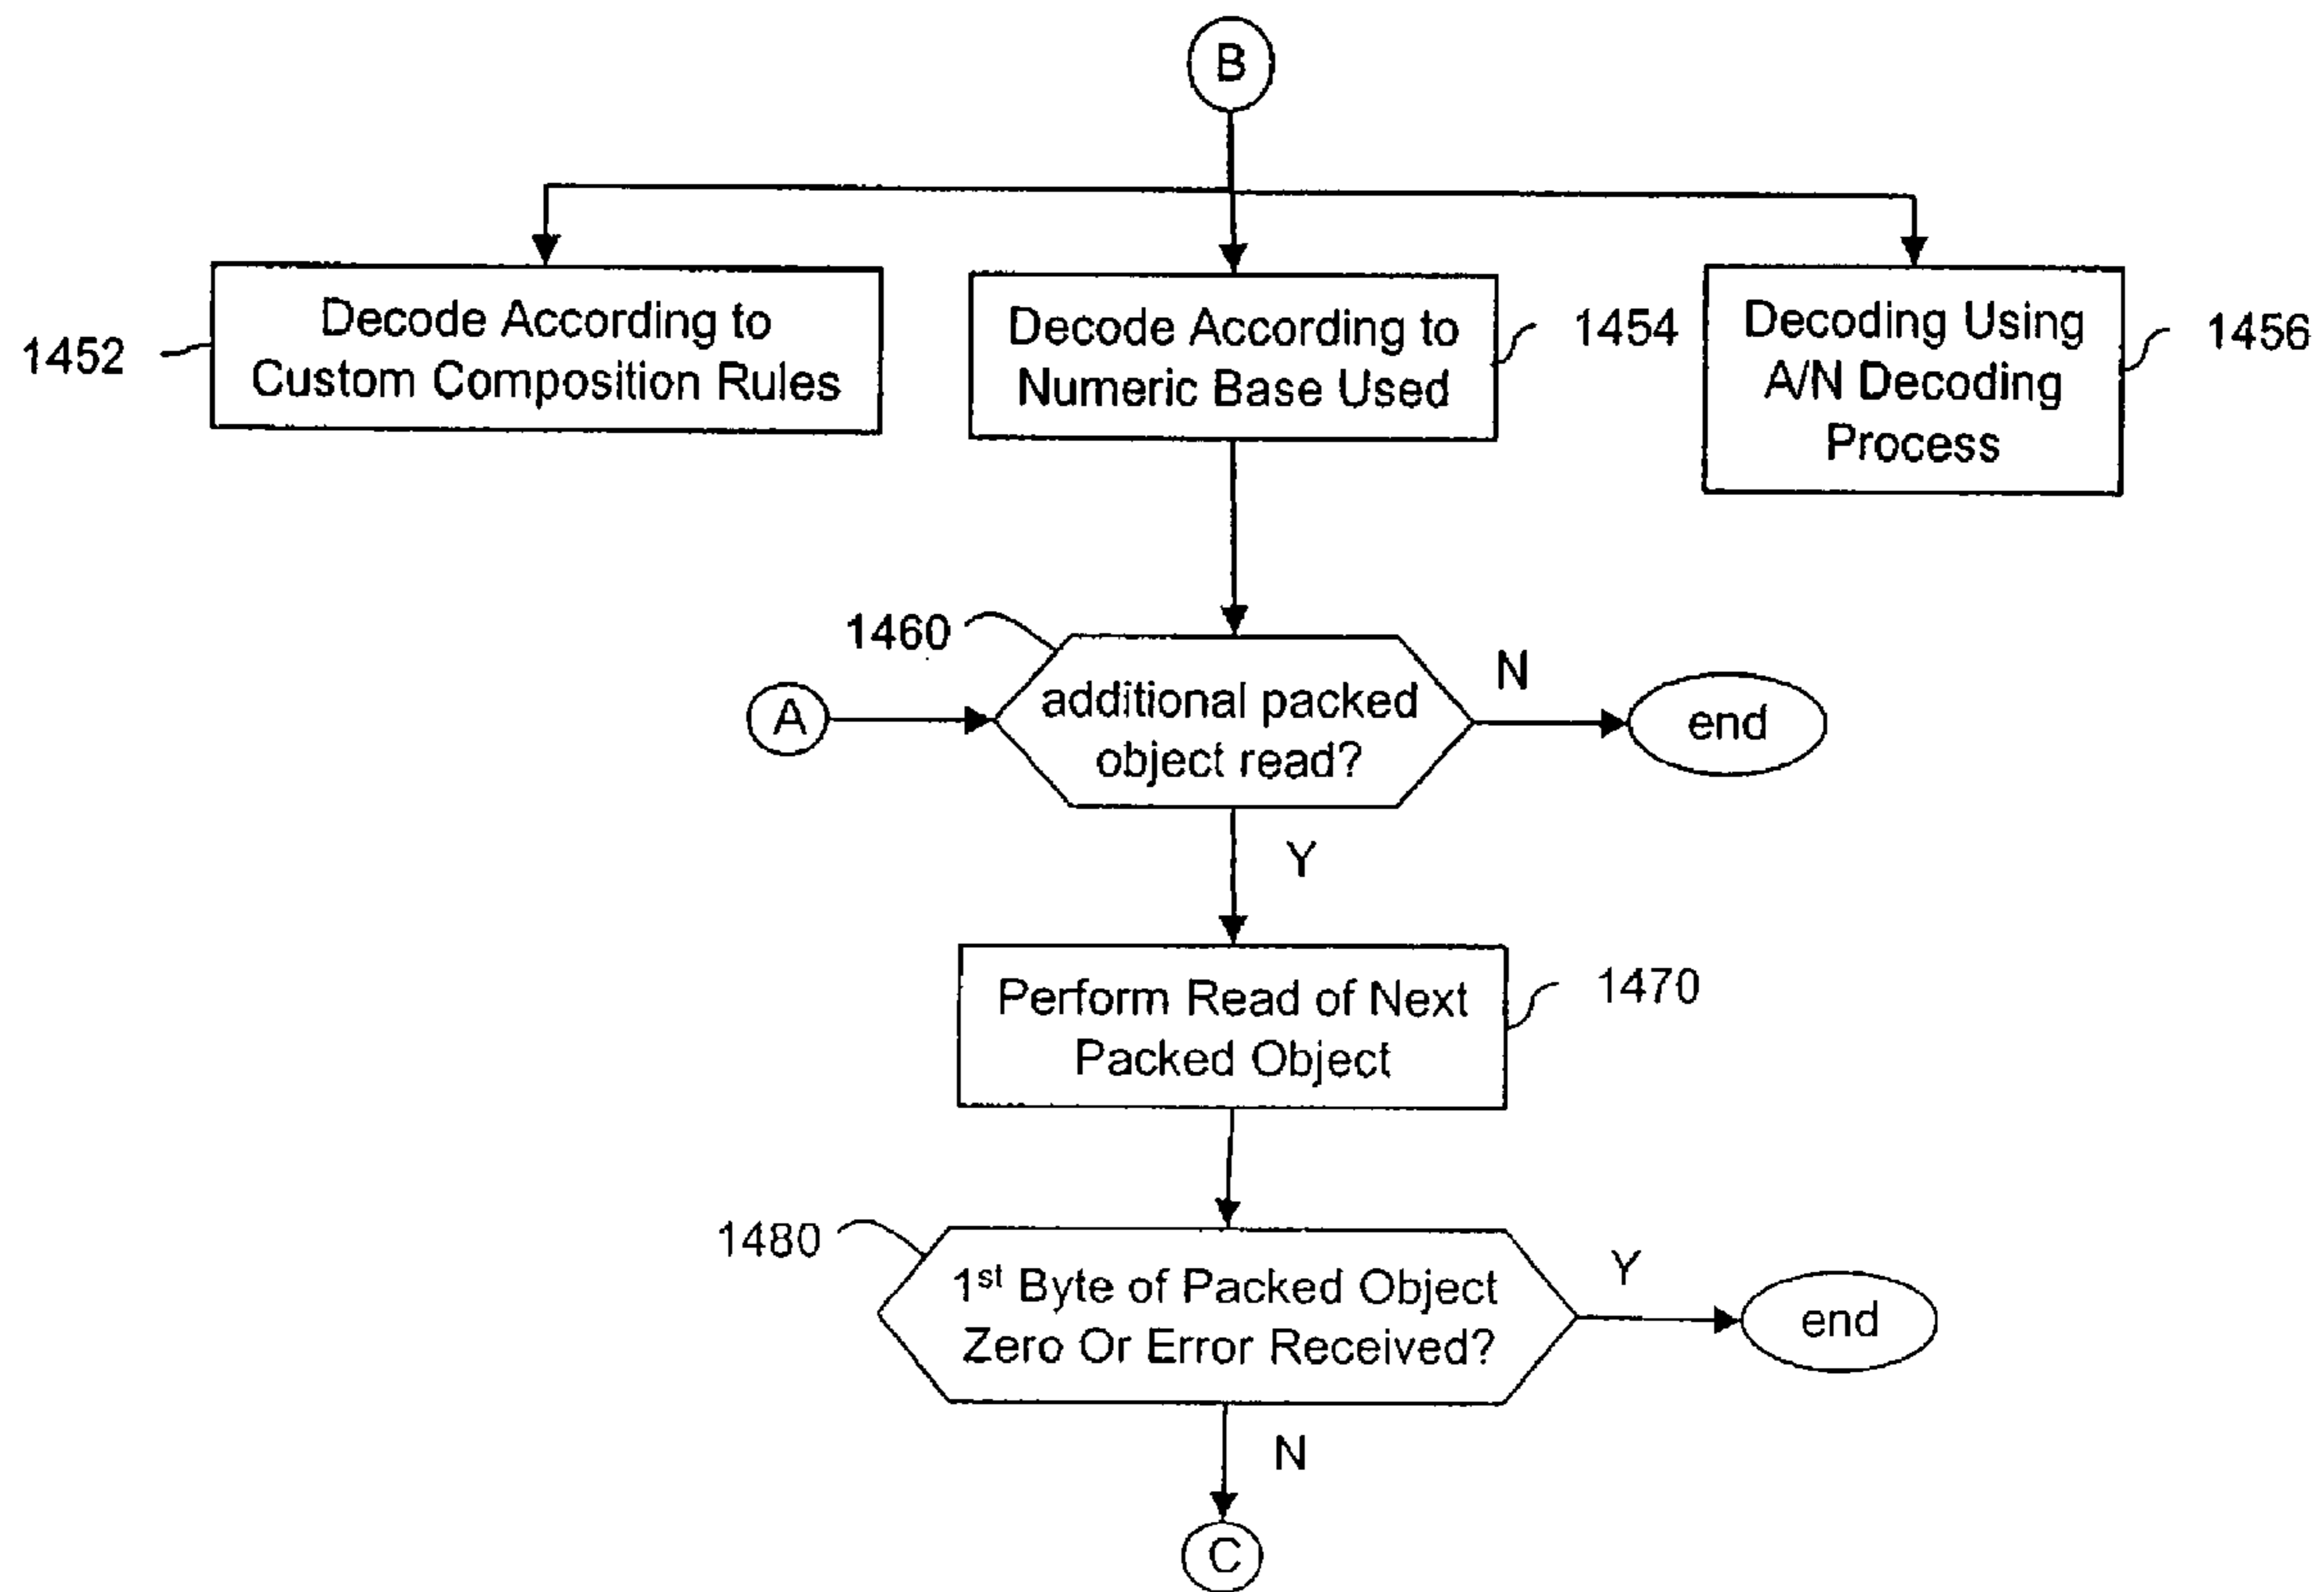 B
1452
Decode According to
Custom Composition Rules
Decode According to
Numeric Base Used
1454
Decoding Using
A/N Decoding
Process
1456
1460
A
additional packed
object read?
N
end
Y
Perform Read of Next
Packed Object
1470
1480
1st Byte of Packed Object
Zero Or Error Received?
Y
end
N
C